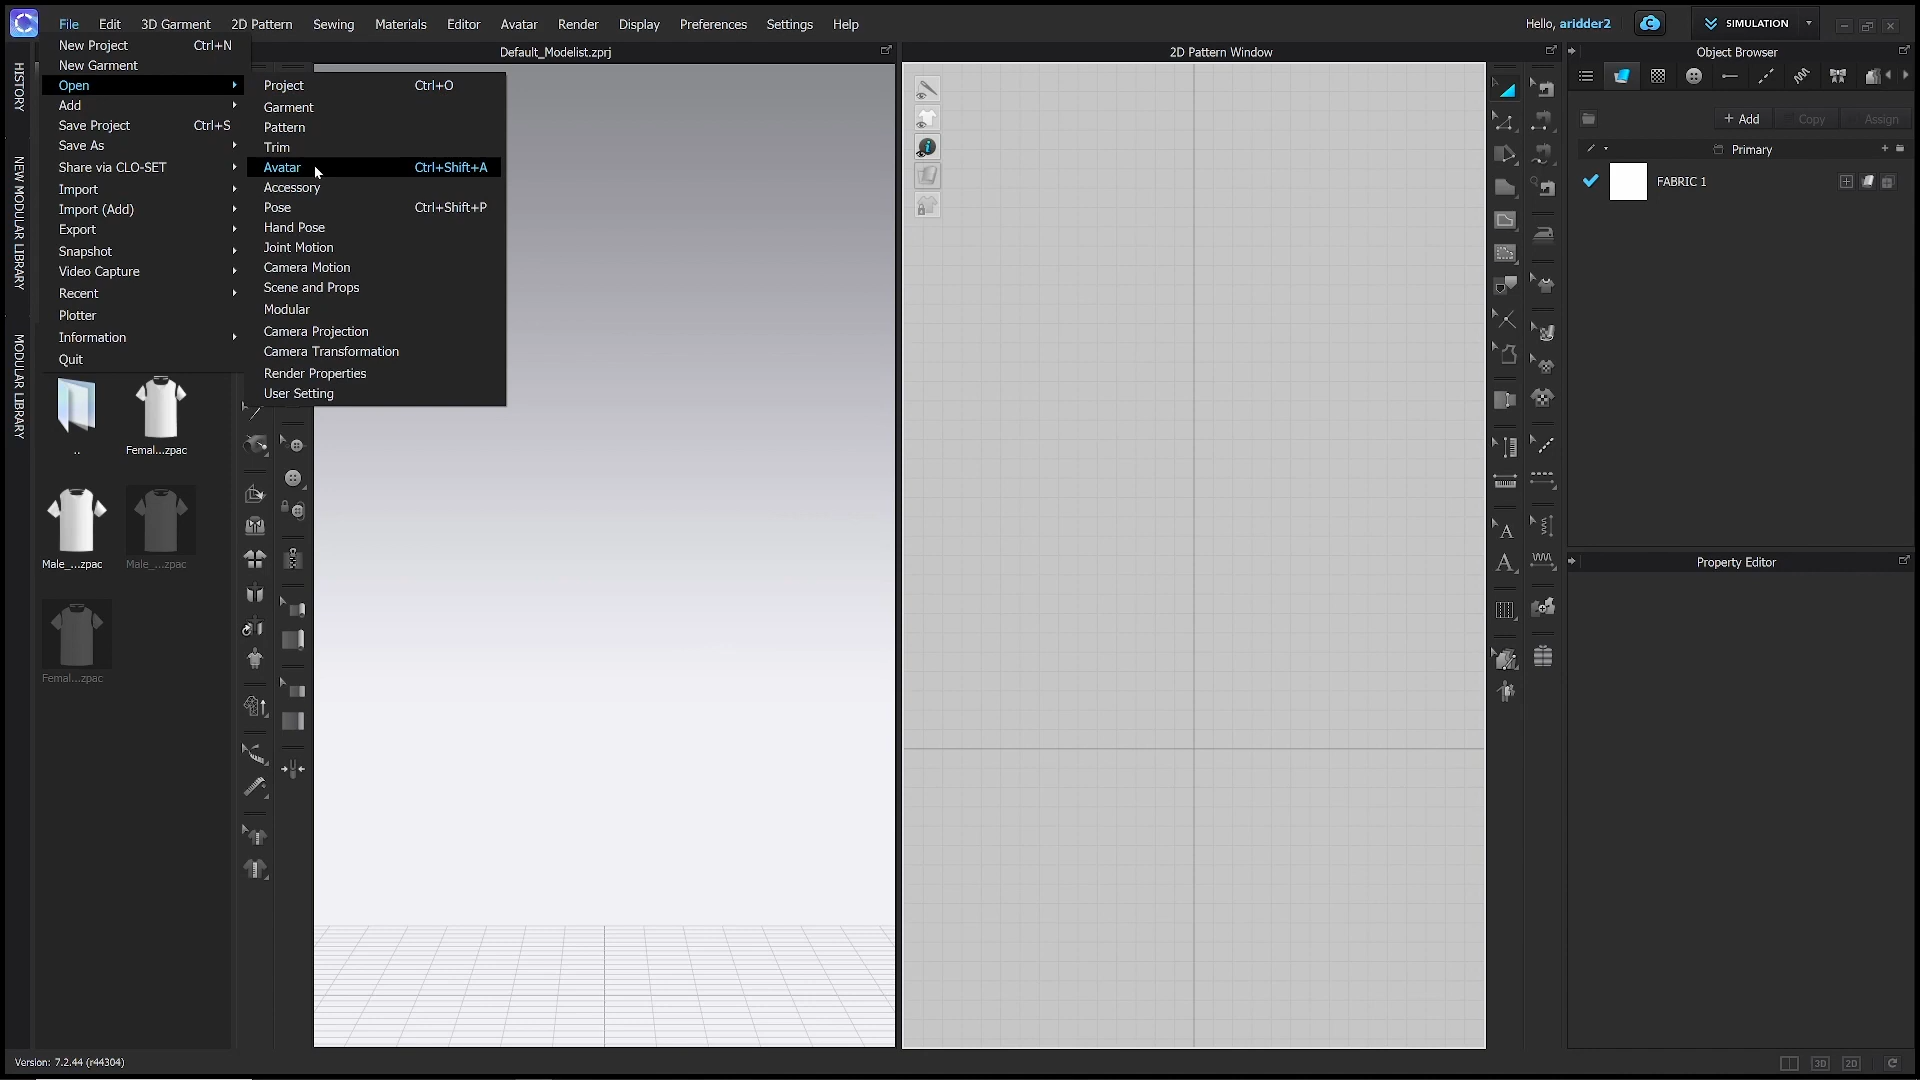 File Edit 3D Garment 2D Pattern Sewing Materials Editor Avatar Render Display Preferences Settings Help
Hello, aridder2
SIMULATION
Default_Modelist.zprj
2D Pattern Window
Object Browser
HISTORY
NEW MODULAR LIBRARY
MODULAR LIBRARY
New Project Ctrl+N
New Garment
Open
Add
Save Project Ctrl+S
Save As
Share via CLO-SET
Import
Import (Add)
Export
Snapshot
Video Capture
Recent
Plotter
Information
Quit
Project Ctrl+O
Garment
Pattern
Trim
Avatar Ctrl+Shift+A
Accessory
Pose Ctrl+Shift+P
Hand Pose
Joint Motion
Camera Motion
Scene and Props
Modular
Camera Projection
Camera Transformation
Render Properties
User Setting
..
Femal...zpac
Male_...zpac
Male_...zpac
Femal...zpac
+ Add Copy Assign
Primary
FABRIC 1
Property Editor
Version: 7.2.44 (r44304)
3D 2D